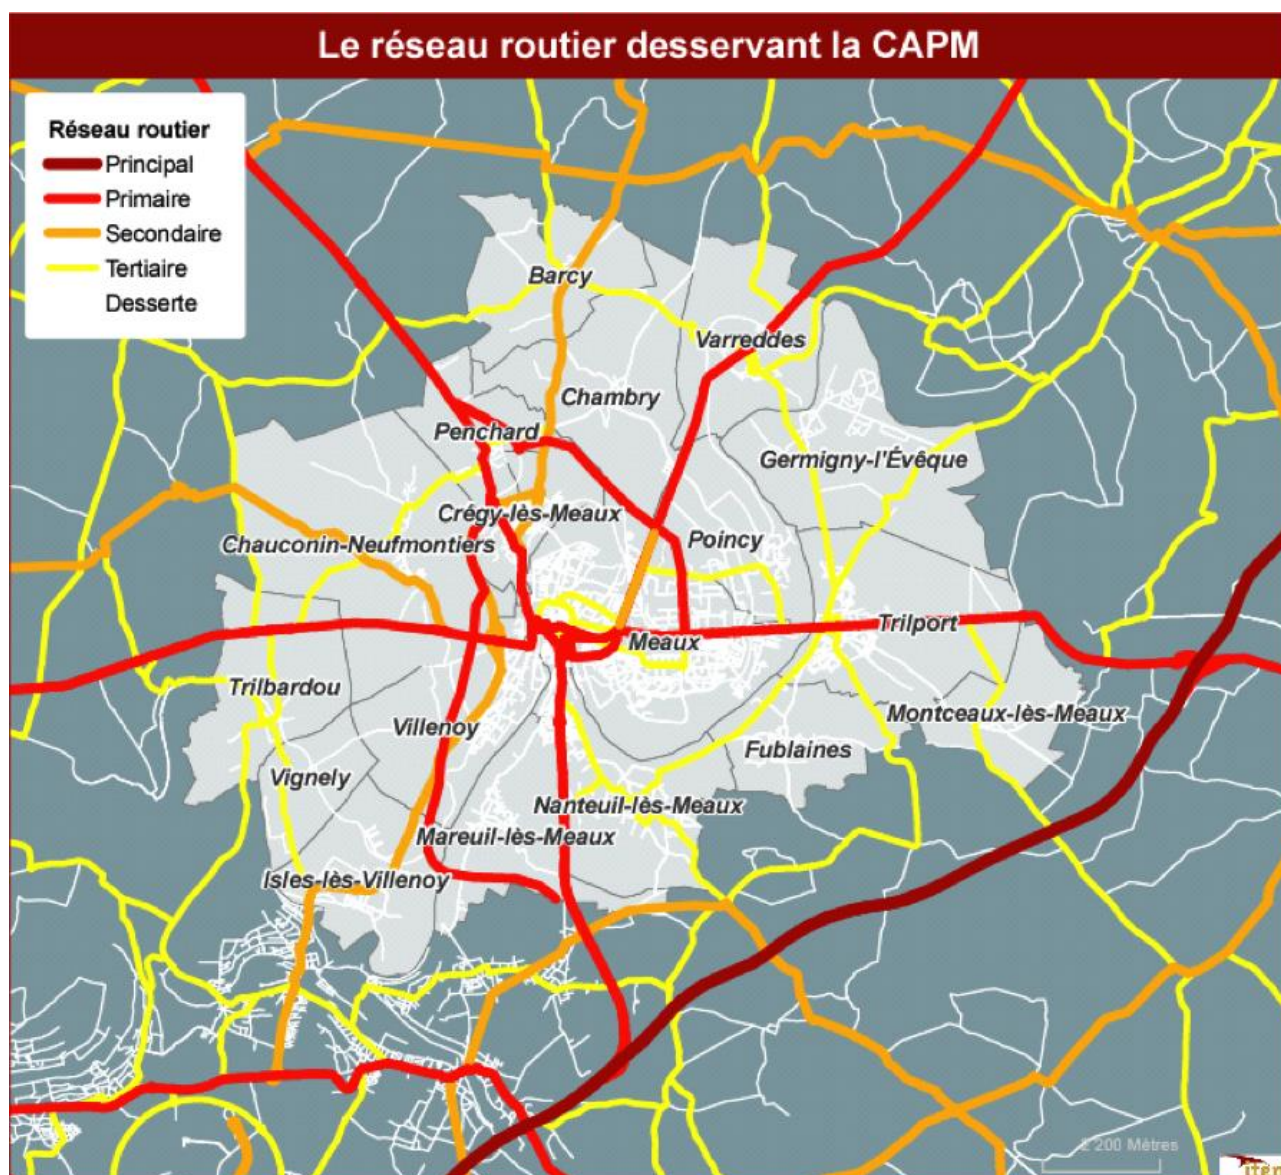 Le réseau routier desservant la CAPM
Réseau routier
Principal
Primaire
Secondaire
Tertiaire
Desserte
Barcy
Varreddes
Chambry
Penchard
Germigny-l'Évêque
Crégy-lès-Meaux
Poincy
Chauconin-Neufmontiers
Trilport
Meaux
Trilbardou
Montceaux-lès-Meaux
Villenoy
Fublaines
Vignely
Nanteuil-lès-Meaux
Mareuil-lès-Meaux
Isles-lès-Villenoy
2 200 Mètres